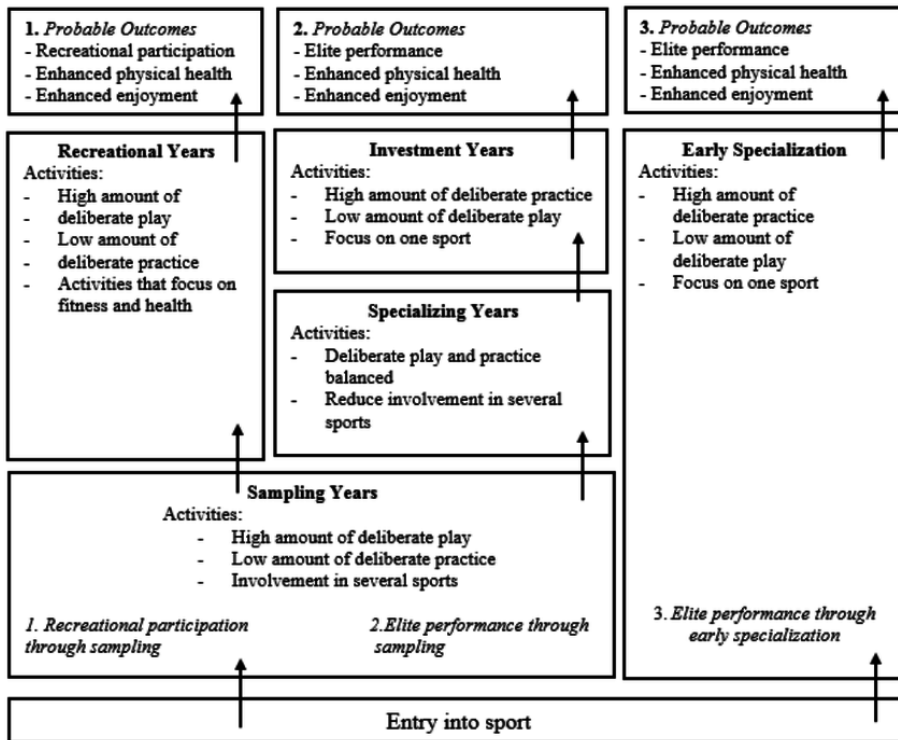 1. Probable Outcomes
- Recreational participation
- Enhanced physical health
- Enhanced enjoyment
2. Probable Outcomes
- Elite performance
- Enhanced physical health
- Enhanced enjoyment
3. Probable Outcomes
- Elite performance
- Enhanced physical health
- Enhanced enjoyment
Recreational Years
Activities:
- High amount of
- deliberate play
- Low amount of
- deliberate practice
- Activities that focus on
fitness and health
Investment Years
Activities:
- High amount of deliberate practice
- Low amount of deliberate play
- Focus on one sport
Early Specialization
Activities:
- High amount of
deliberate practice
- Low amount of
deliberate play
- Focus on one sport
Specializing Years
Activities:
- Deliberate play and practice
balanced
- Reduce involvement in several
sports
Sampling Years
Activities:
- High amount of deliberate play
- Low amount of deliberate practice
- Involvement in several sports
1. Recreational participation
through sampling
2.Elite performance through
sampling
3. Elite performance through
early specialization
Entry into sport